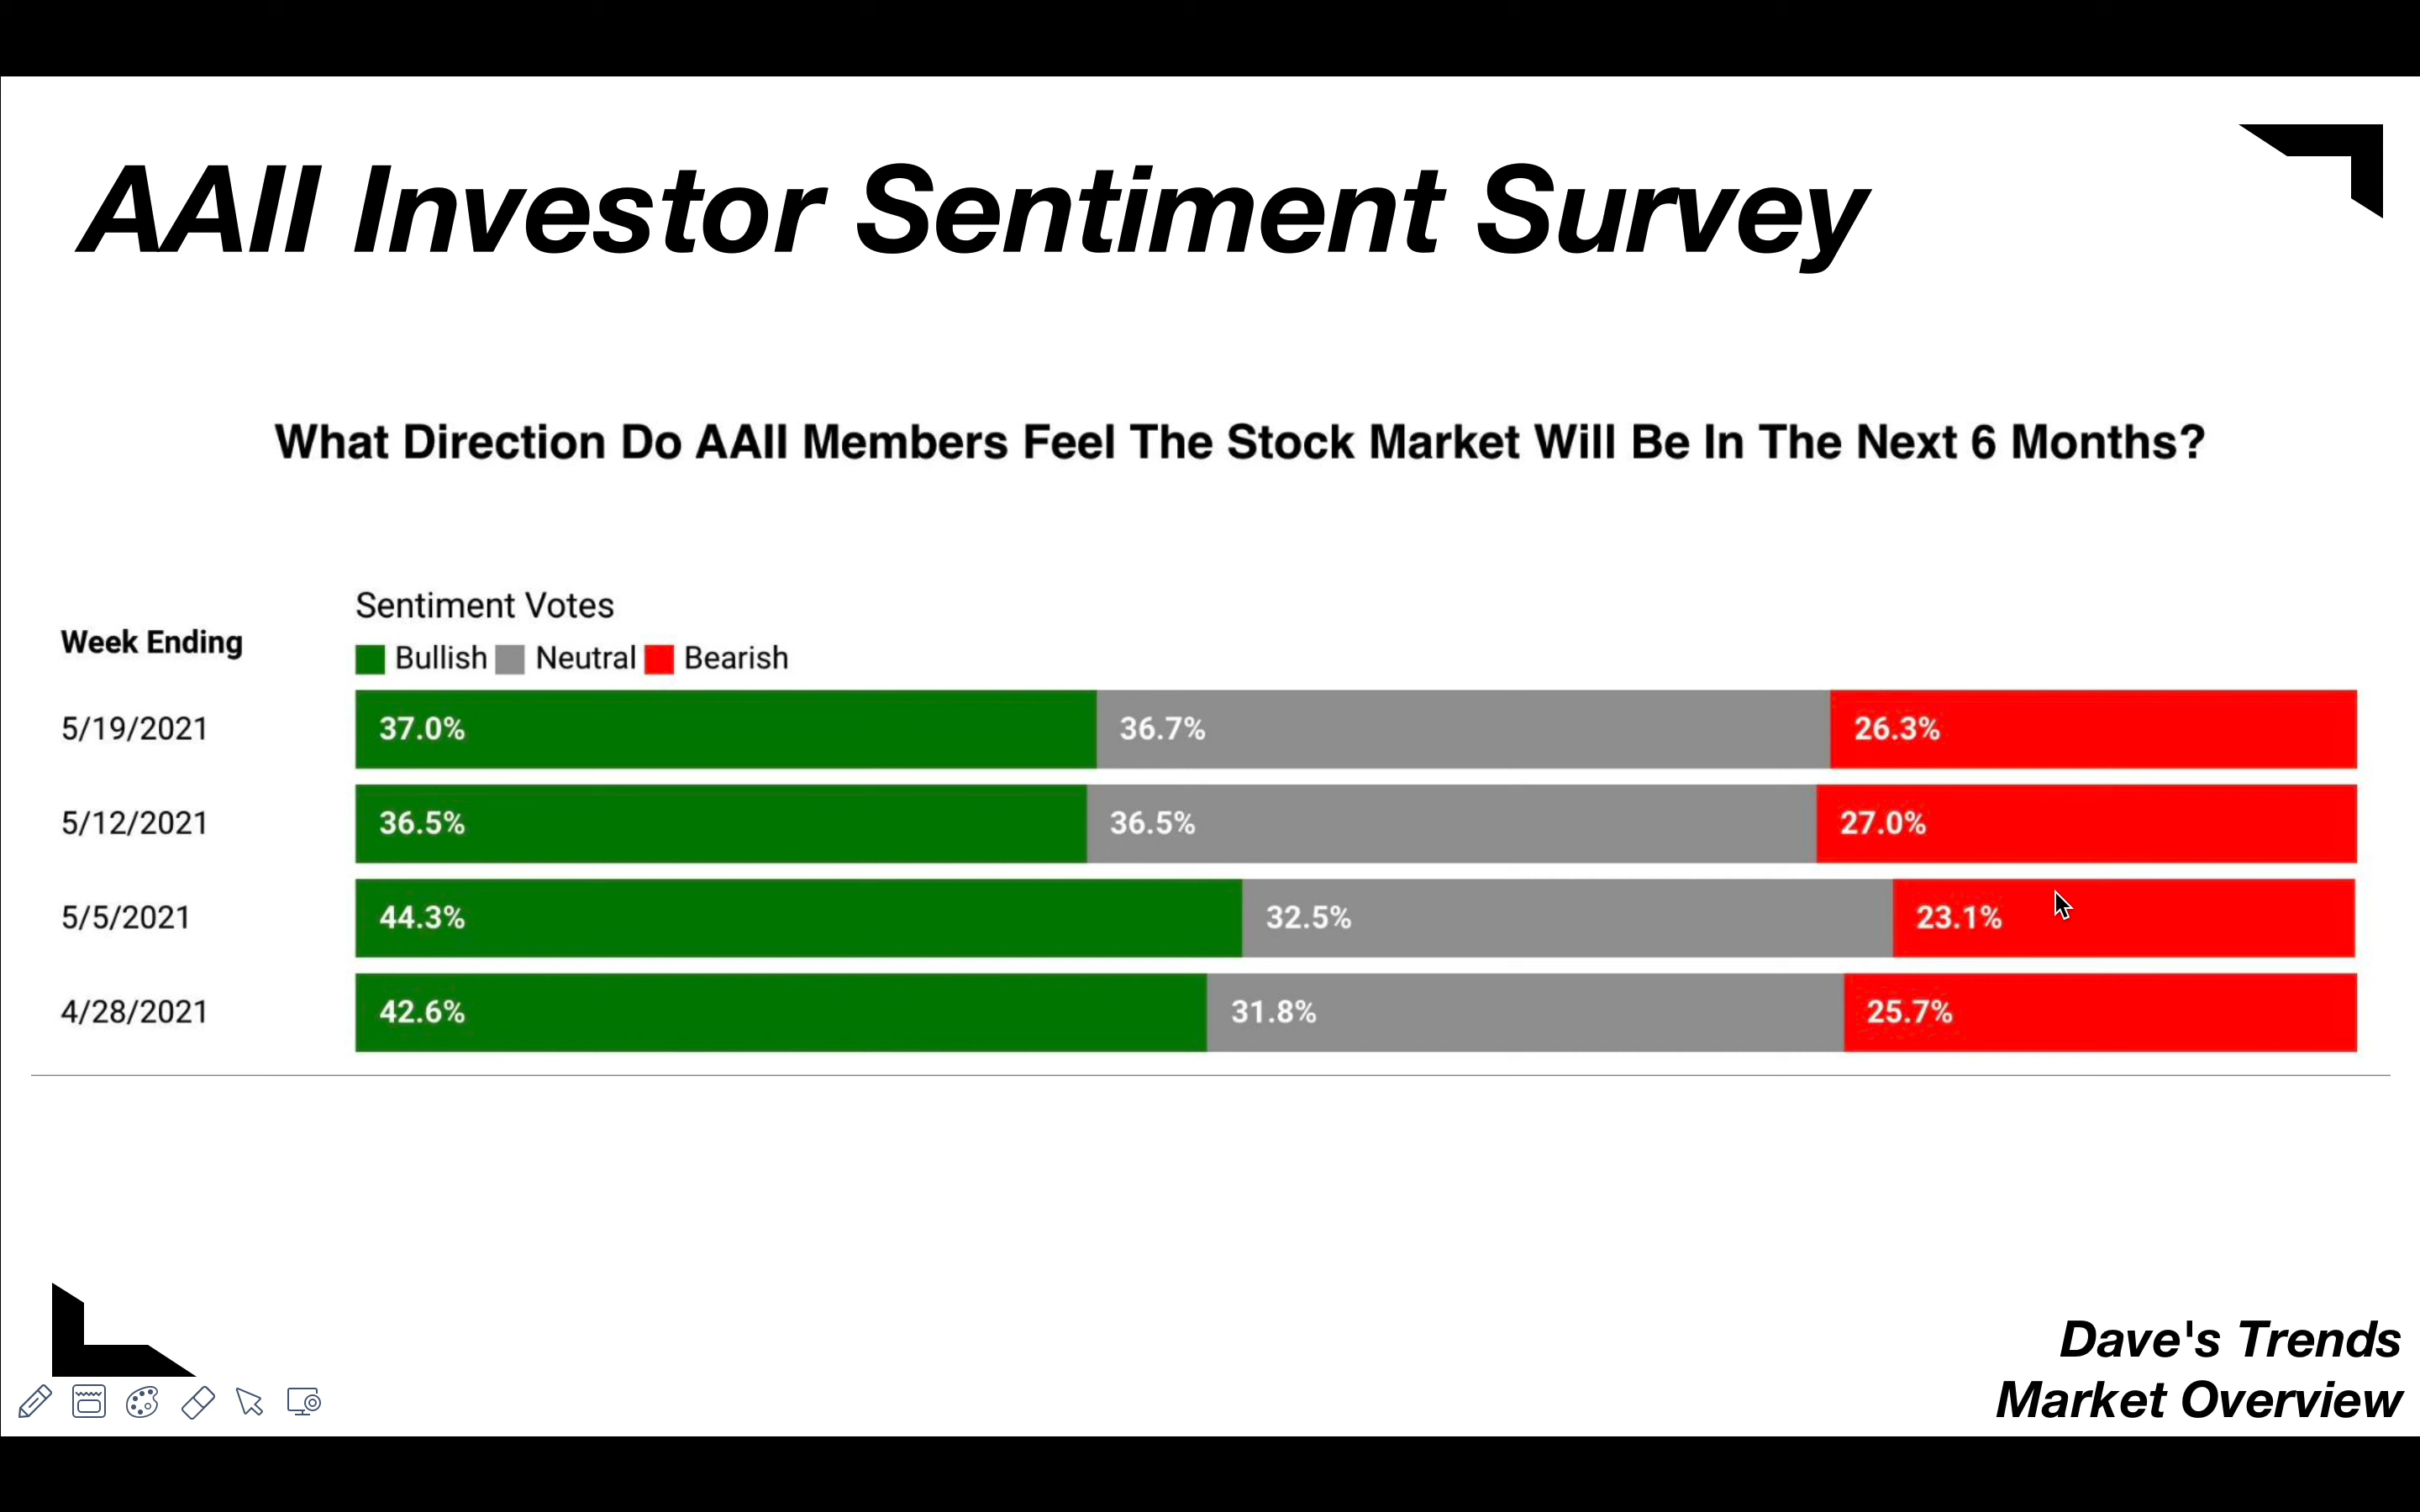 AAII Investor Sentiment Survey
What Direction Do AAII Members Feel The Stock Market Will Be In The Next 6 Months?
Week Ending
Sentiment Votes
Bullish Neutral Bearish
5/19/2021 37.0% 36.7% 26.3%
5/12/2021 36.5% 36.5% 27.0%
5/5/2021 44.3% 32.5% 23.1%
4/28/2021 42.6% 31.8% 25.7%
Dave's Trends
Market Overview